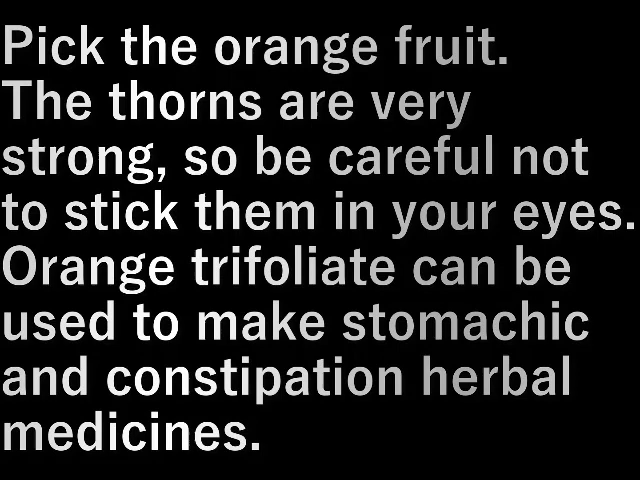 Pick the orange fruit.
The thorns are very
strong, so be careful not
to stick them in your eyes.
Orange trifoliate can be
used to make stomachic
and constipation herbal
medicines.